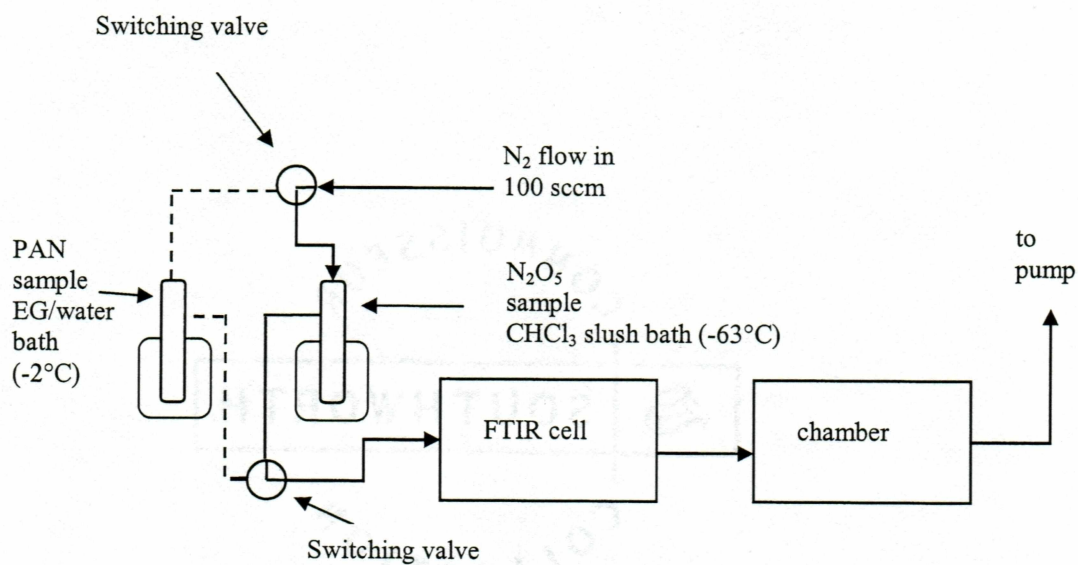 Switching valve
N₂ flow in
100 sccm
PAN
sample
EG/water
bath
(-2°C)
N₂O₅
sample
CHCl₃ slush bath (-63°C)
to
pump
FTIR cell
chamber
Switching valve